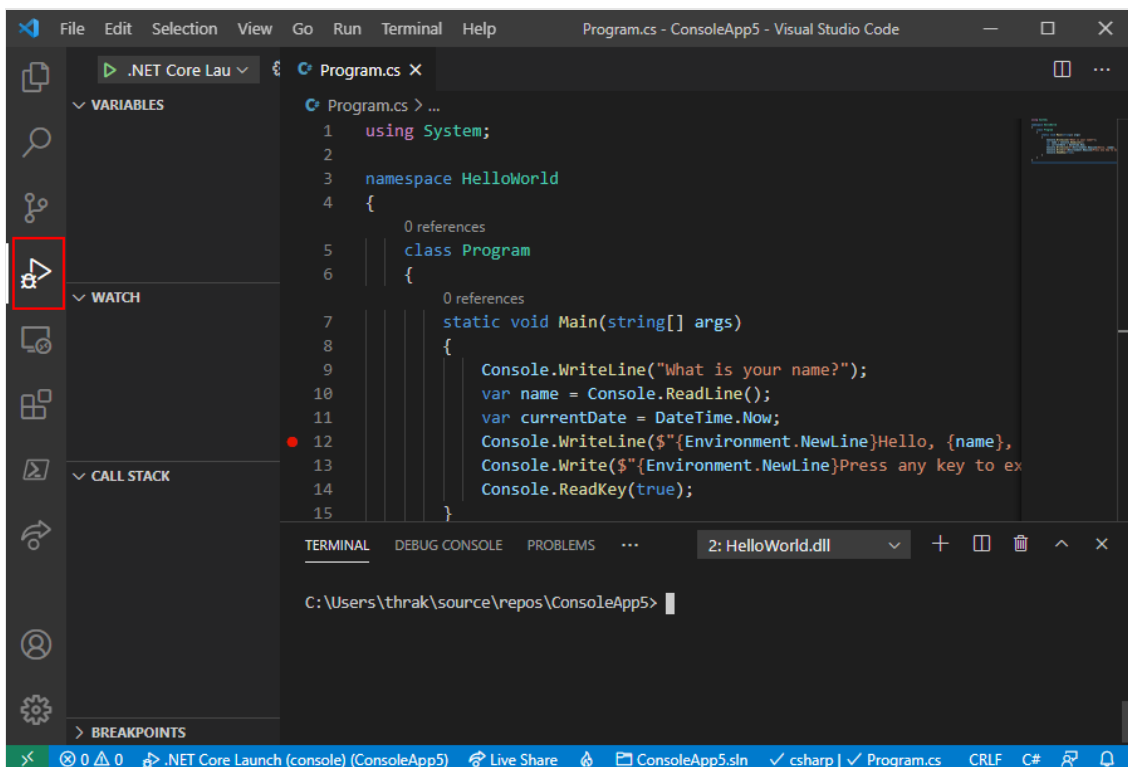 File Edit Selection View Go Run Terminal Help Program.cs - ConsoleApp5 - Visual Studio Code
.NET Core Lau
Program.cs
VARIABLES
WATCH
CALL STACK
BREAKPOINTS
Program.cs > ...
1 using System;
2
3 namespace HelloWorld
4 {
0 references
5 class Program
6 {
0 references
7 static void Main(string[] args)
8 {
9 Console.WriteLine("What is your name?");
10 var name = Console.ReadLine();
11 var currentDate = DateTime.Now;
12 Console.WriteLine($"{Environment.NewLine}Hello, {name},
13 Console.Write($"{Environment.NewLine}Press any key to ex
14 Console.ReadKey(true);
15 }
TERMINAL DEBUG CONSOLE PROBLEMS ... 2: HelloWorld.dll
C:\Users\thrak\source\repos\ConsoleApp5>
0 0 .NET Core Launch (console) (ConsoleApp5) Live Share ConsoleApp5.sln ✓ csharp | ✓ Program.cs CRLF C#